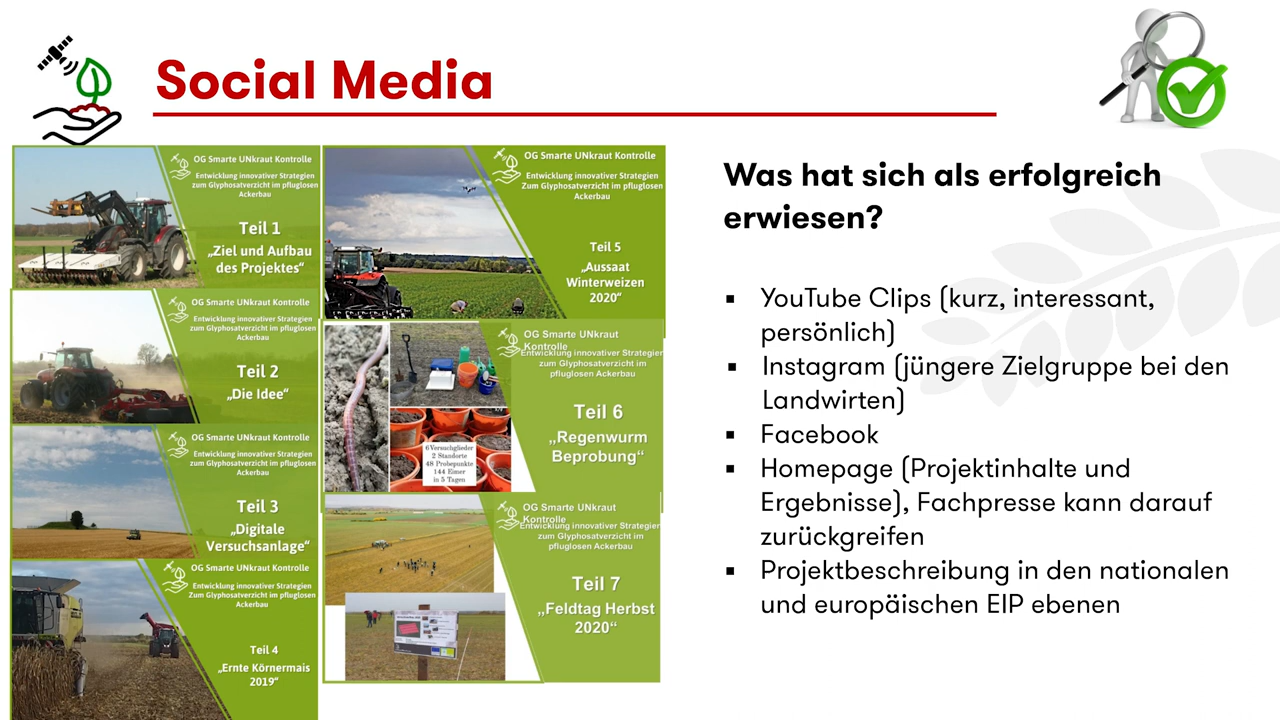 Social Media
OG Smarte UNkraut Kontrolle
Entwicklung innovativer Strategien
zum Glyphosatverzicht im pfluglosen
Ackerbau
Teil 1
„Ziel und Aufbau
des Projektes“
OG Smarte UNkraut Kontrolle
Entwicklung innovativer Strategien
zum Glyphosatverzicht im pfluglosen
Ackerbau
Teil 2
„Die Idee“
OG Smarte UNkraut Kontrolle
Entwicklung innovativer Strategien
zum Glyphosatverzicht im pfluglosen
Ackerbau
Teil 3
„Digitale
Versuchsanlage“
OG Smarte UNkraut Kontrolle
Entwicklung innovativer Strategien
Zum Glyphosatverzicht im pfluglosen
Ackerbau
Teil 4
„Ernte Körnermais
2019“
OG Smarte UNkraut Kontrolle
Entwicklung innovativer Strategien
Zum Glyphosatverzicht im pfluglosen
Ackerbau
Teil 5
„Aussaat
Winterweizen
2020“
OG Smarte UNkraut
Kontrolle
Entwicklung innovativer Strategien
zum Glyphosatverzicht im
pfluglosen Ackerbau
Teil 6
„Regenwurm
Beprobung“
6 Versuchglieder
2 Standorte
48 Probepunkte
144 Eimer
in 5 Tagen
OG Smarte UNkraut
Kontrolle
Entwicklung innovativer Strategien
zum Glyphosatverzicht im
pfluglosen Ackerbau
Teil 7
„Feldtag Herbst
2020“
Was hat sich als erfolgreich
erwiesen?
▪ YouTube Clips (kurz, interessant,
persönlich)
▪ Instagram (jüngere Zielgruppe bei den
Landwirten)
▪ Facebook
▪ Homepage (Projektinhalte und
Ergebnisse), Fachpresse kann darauf
zurückgreifen
▪ Projektbeschreibung in den nationalen
und europäischen EIP ebenen